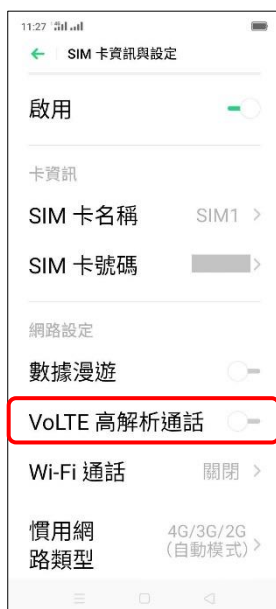 11:27
SIM 卡資訊與設定
啟用
卡資訊
SIM 卡名稱 SIM1
SIM 卡號碼
網路設定
數據漫遊
VoLTE 高解析通話
Wi-Fi 通話 關閉
慣用網 4G/3G/2G
路類型 (自動模式)